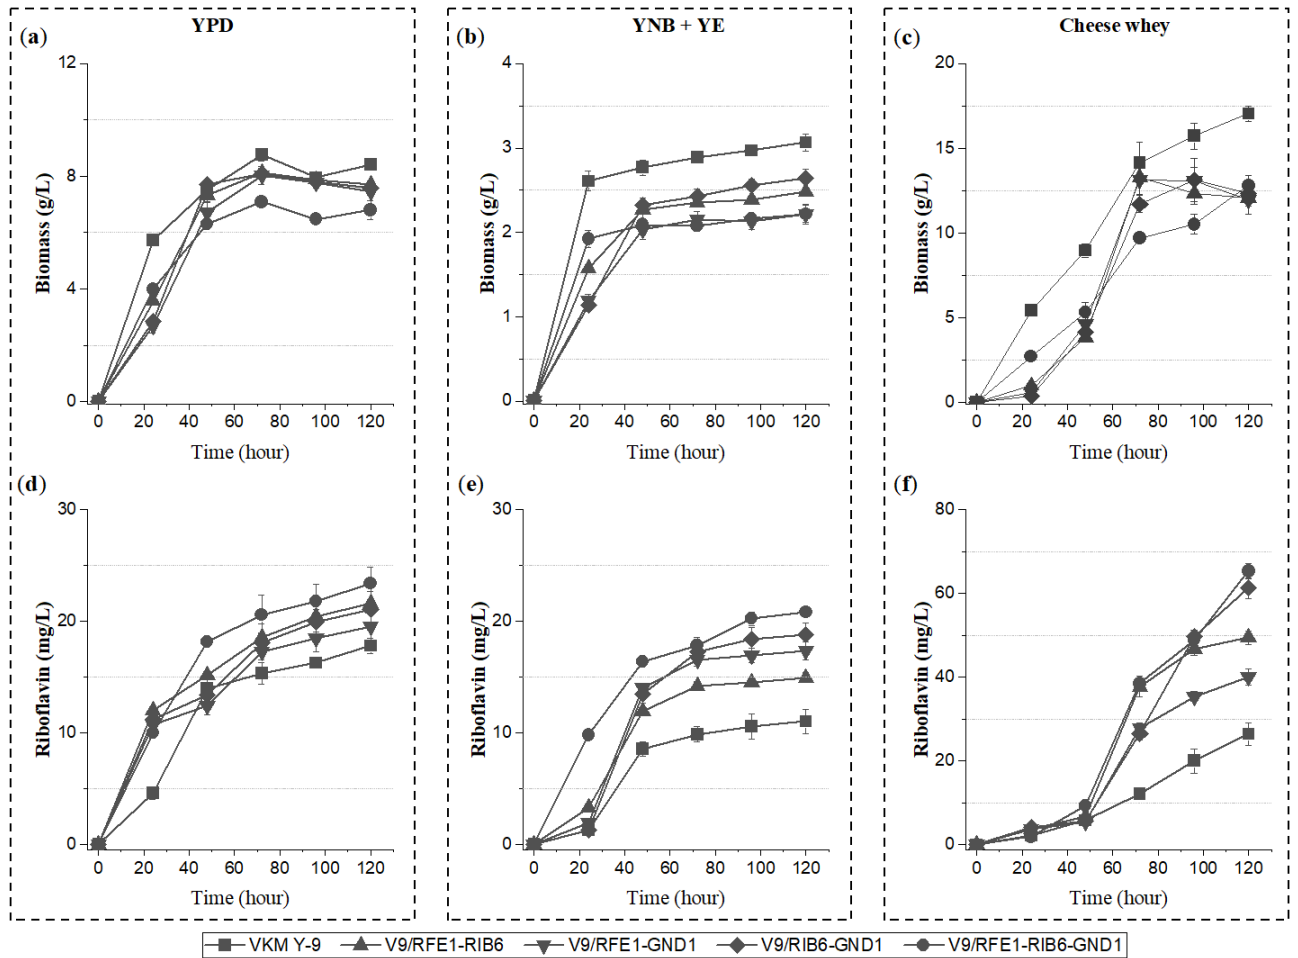 YPD
YNB + YE
Cheese whey
(a)
(b)
(c)
12
8
4
0
Biomass (g/L)
0 20 40 60 80 100 120
Time (hour)
4
3
2
1
0
Biomass (g/L)
0 20 40 60 80 100 120
Time (hour)
20
15
10
5
0
Biomass (g/L)
0 20 40 60 80 100 120
Time (hour)
(d)
(e)
(f)
30
20
10
0
Riboflavin (mg/L)
0 20 40 60 80 100 120
Time (hour)
30
20
10
0
Riboflavin (mg/L)
0 20 40 60 80 100 120
Time (hour)
80
60
40
20
0
Riboflavin (mg/L)
0 20 40 60 80 100 120
Time (hour)
VKM Y-9 V9/RFE1-RIB6 V9/RFE1-GND1 V9/RIB6-GND1 V9/RFE1-RIB6-GND1